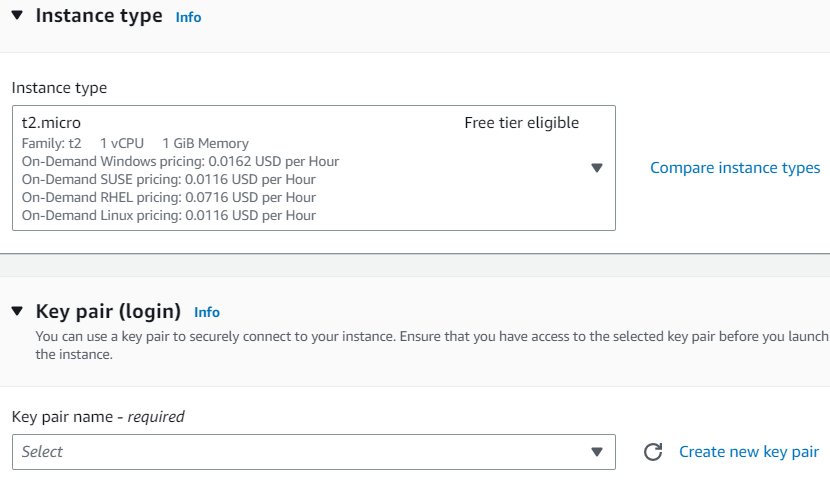 Instance type Info
Instance type
t2.micro Free tier eligible
Family: t2 1 vCPU 1 GiB Memory
On-Demand Windows pricing: 0.0162 USD per Hour
On-Demand SUSE pricing: 0.0116 USD per Hour
On-Demand RHEL pricing: 0.0716 USD per Hour
On-Demand Linux pricing: 0.0116 USD per Hour
Compare instance types
Key pair (login) Info
You can use a key pair to securely connect to your instance. Ensure that you have access to the selected key pair before you launch
the instance.
Key pair name - required
Select
Create new key pair